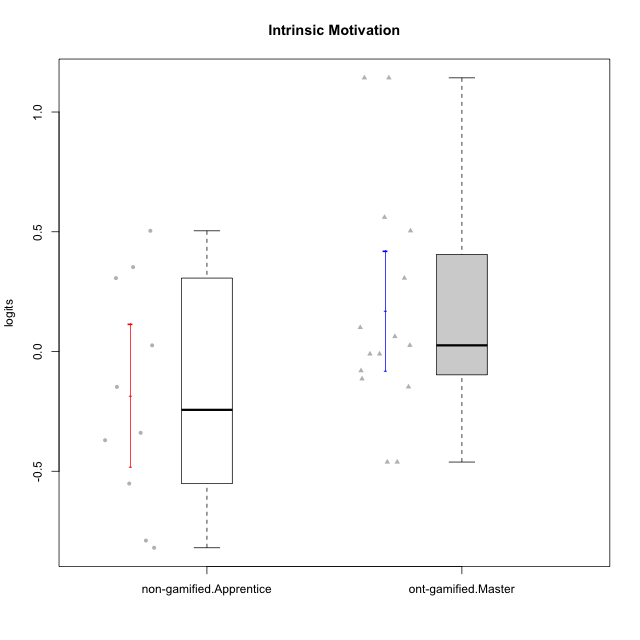 Intrinsic Motivation
logits
1.0
0.5
0.0
-0.5
non-gamified.Apprentice
ont-gamified.Master